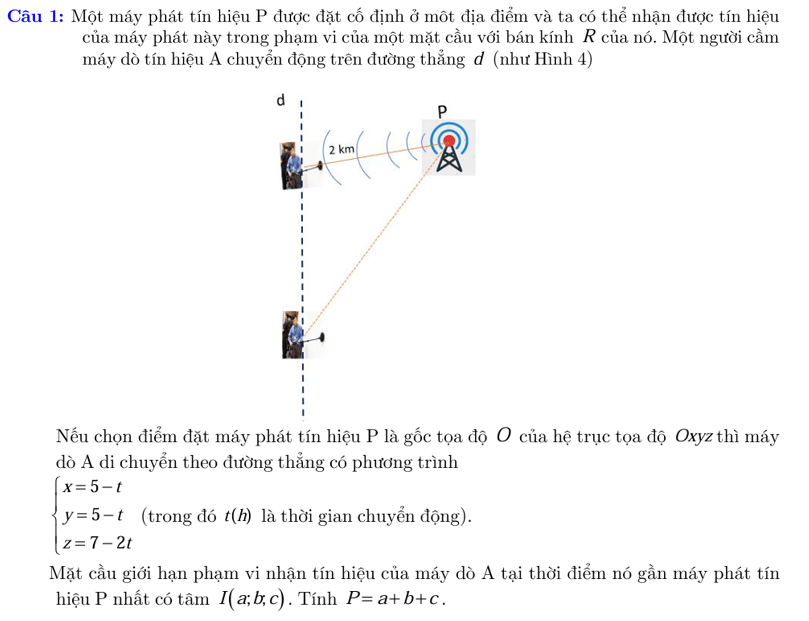 Câu 1: Một máy phát tín hiệu P được đặt cố định ở môt địa điểm và ta có thể nhận được tín hiệu
của máy phát này trong phạm vi của một mặt cầu với bán kính R của nó. Một người cầm
máy dò tín hiệu A chuyển động trên đường thẳng d (như Hình 4)
d
P
2 km
Nếu chọn điểm đặt máy phát tín hiệu P là gốc tọa độ O của hệ trục tọa độ Oxyz thì máy
dò A di chuyển theo đường thẳng có phương trình
x = 5 − t
y = 5 − t (trong đó t(h) là thời gian chuyển động).
z = 7 − 2t
Mặt cầu giới hạn phạm vi nhận tín hiệu của máy dò A tại thời điểm nó gần máy phát tín
hiệu P nhất có tâm I(a;b;c). Tính P = a + b + c.